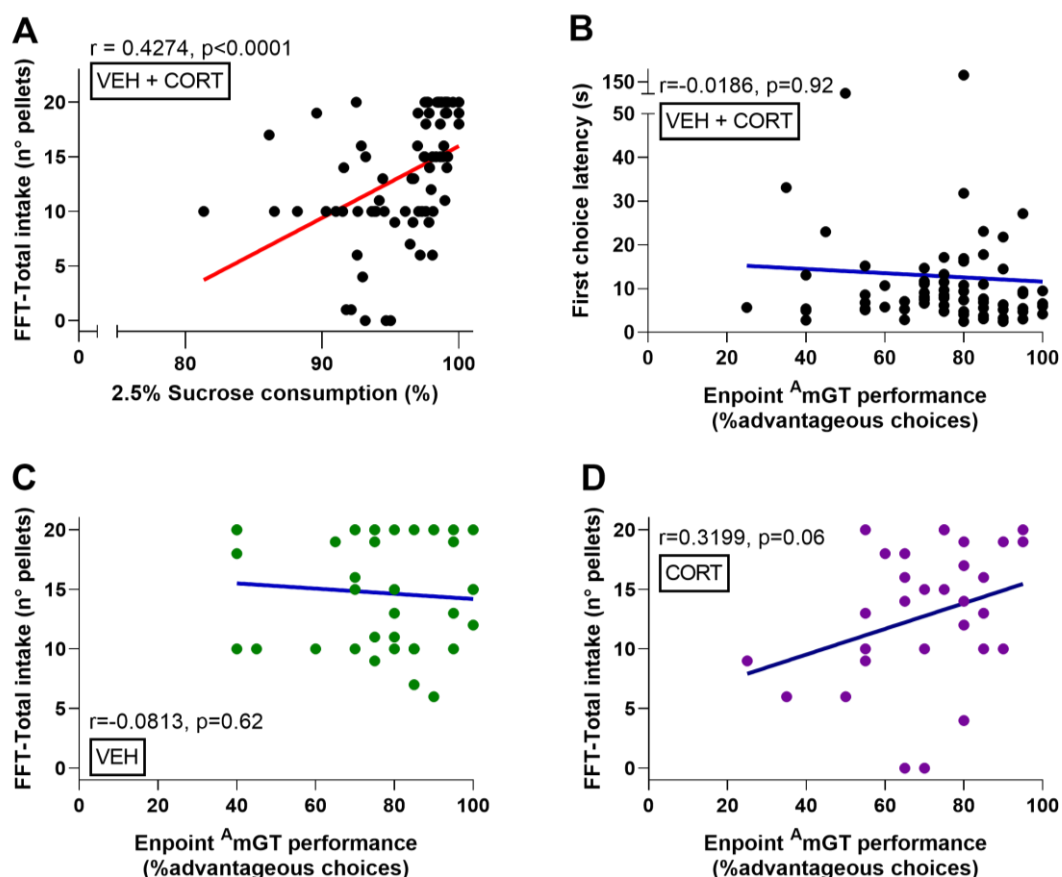 A
r = 0.4274, p<0.0001
VEH + CORT
FFT-Total intake (n° pellets)
20
15
10
5
0
0
80
90
100
2.5% Sucrose consumption (%)
B
r=-0.0186, p=0.92
VEH + CORT
First choice latency (s)
150
50
40
30
20
10
0
0
20
40
60
80
100
Enpoint AmGT performance
(%advantageous choices)
C
FFT-Total intake (n° pellets)
20
15
10
5
0
r=-0.0813, p=0.62
VEH
0
20
40
60
80
100
Enpoint AmGT performance
(%advantageous choices)
D
r=0.3199, p=0.06
CORT
FFT-Total intake (n° pellets)
20
15
10
5
0
0
20
40
60
80
100
Enpoint AmGT performance
(%advantageous choices)